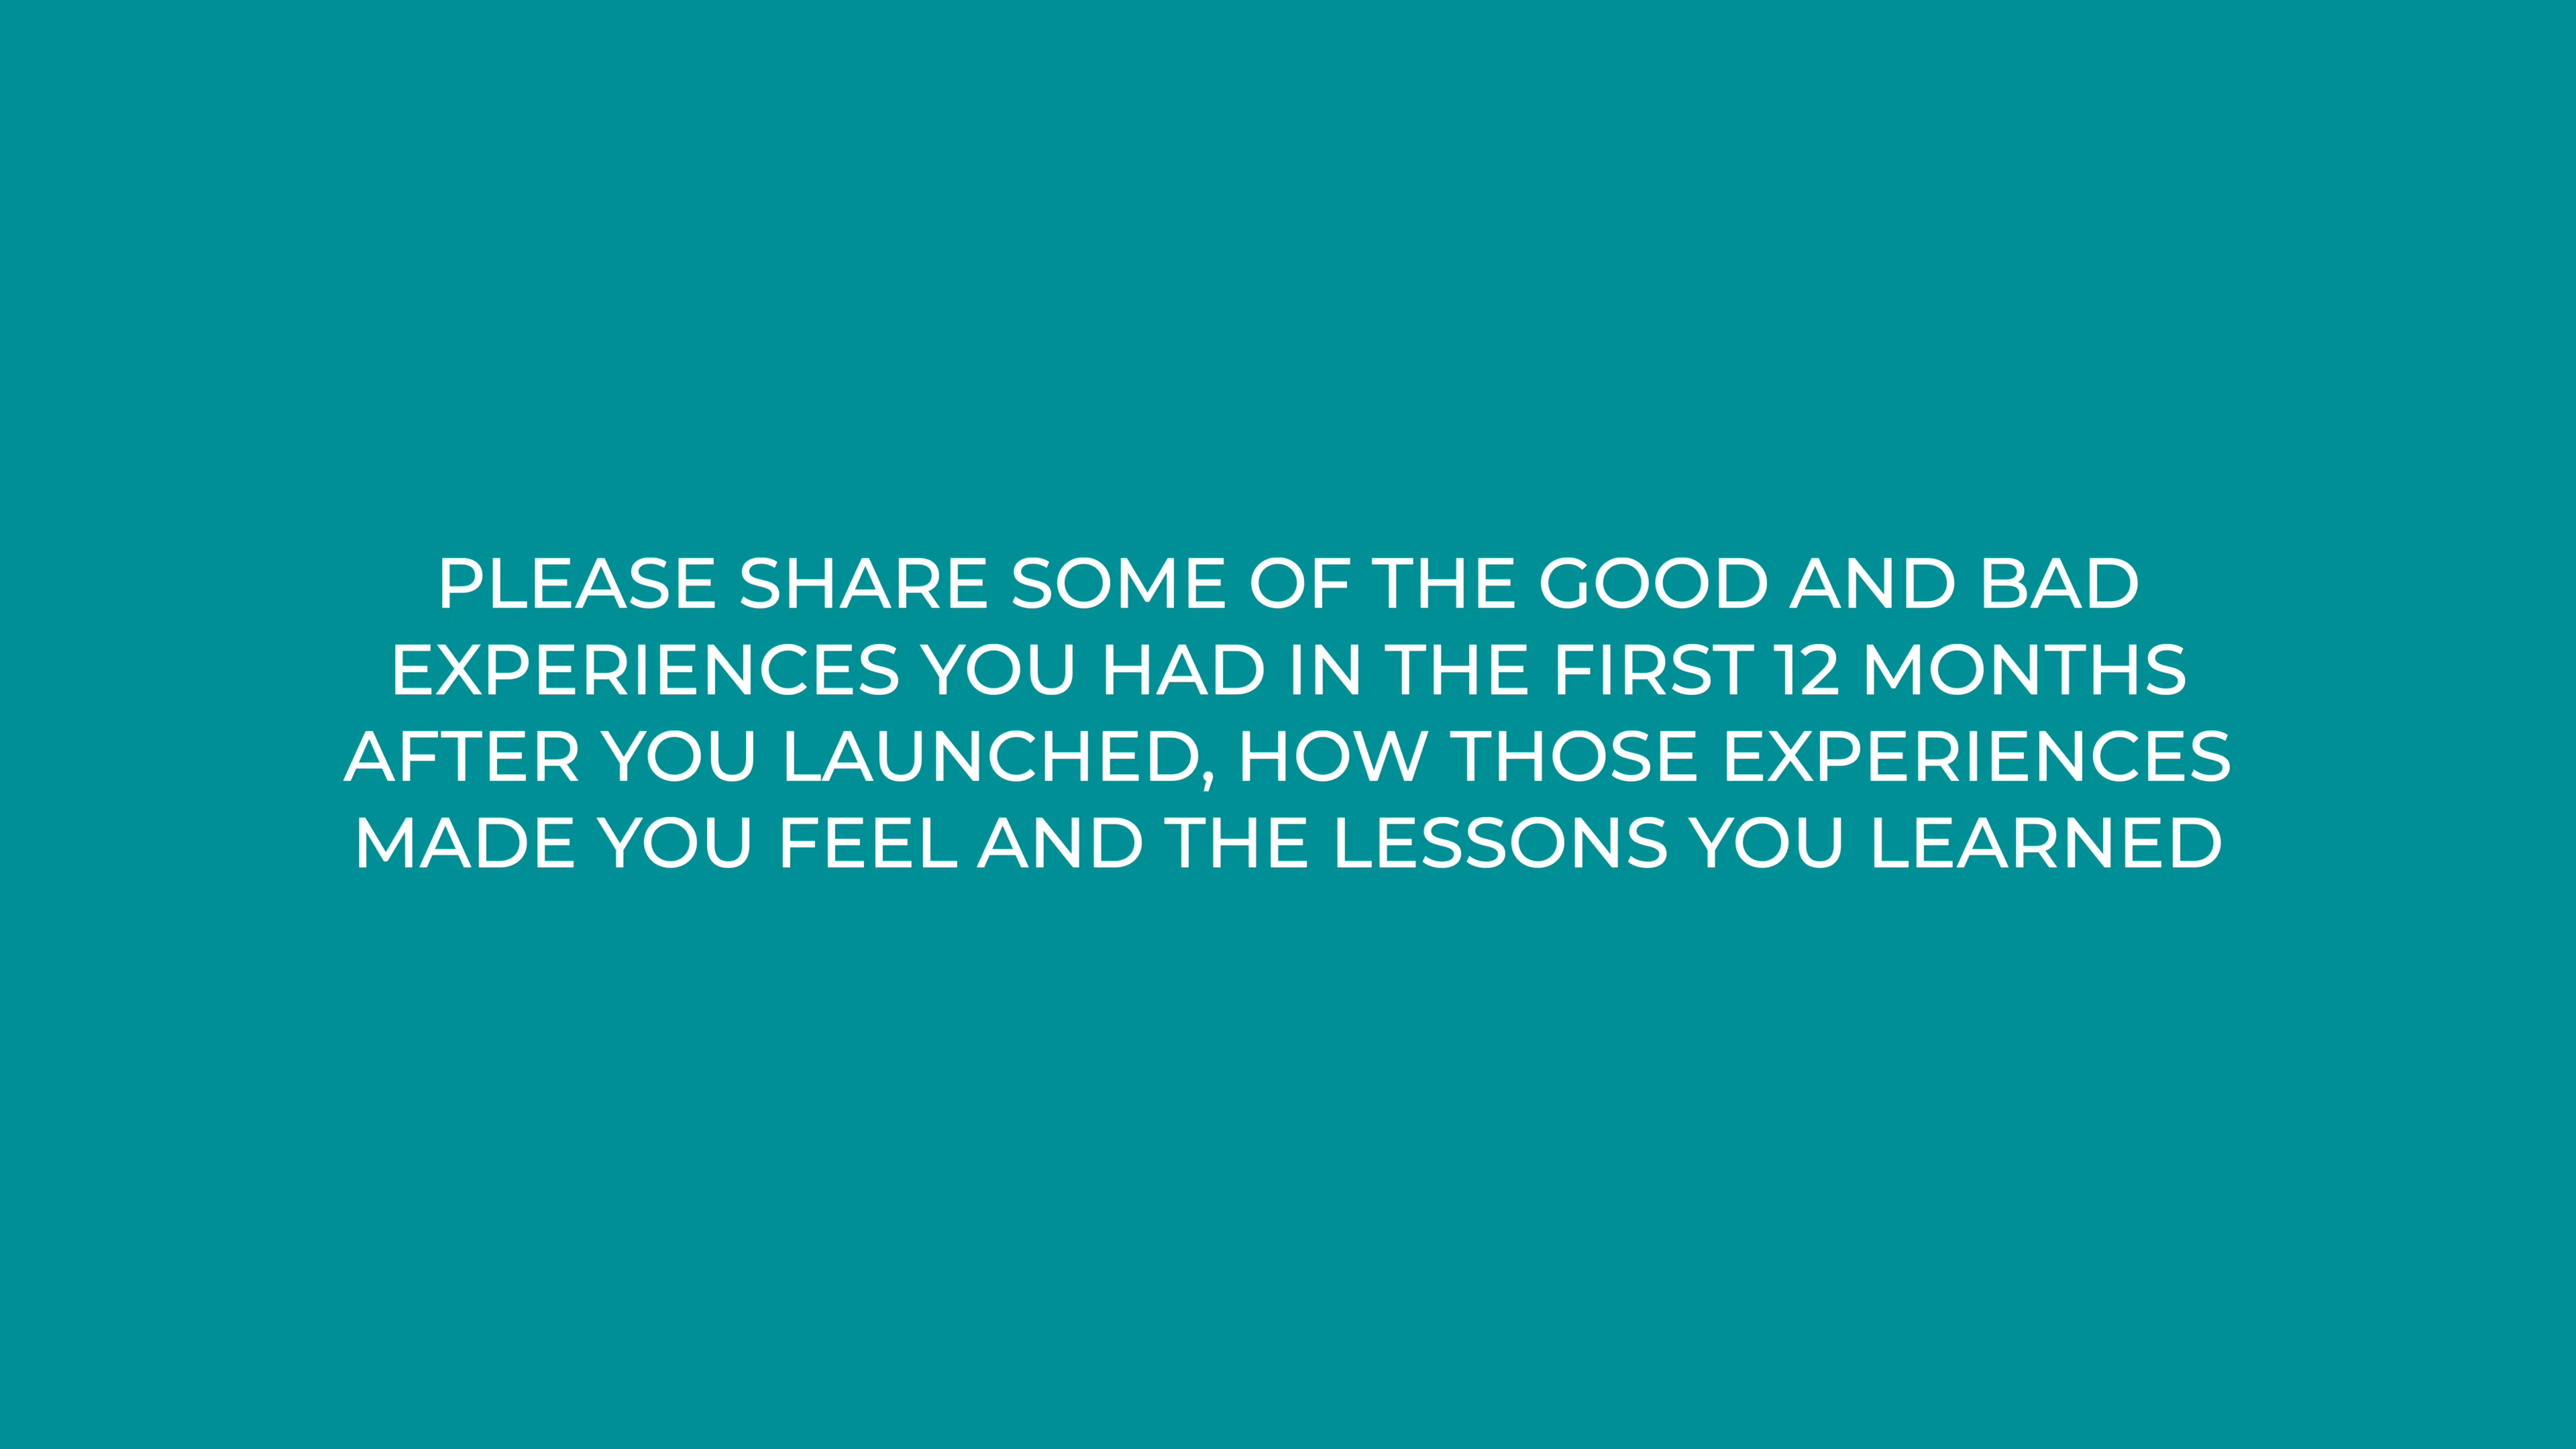 PLEASE SHARE SOME OF THE GOOD AND BAD
EXPERIENCES YOU HAD IN THE FIRST 12 MONTHS
AFTER YOU LAUNCHED, HOW THOSE EXPERIENCES
MADE YOU FEEL AND THE LESSONS YOU LEARNED